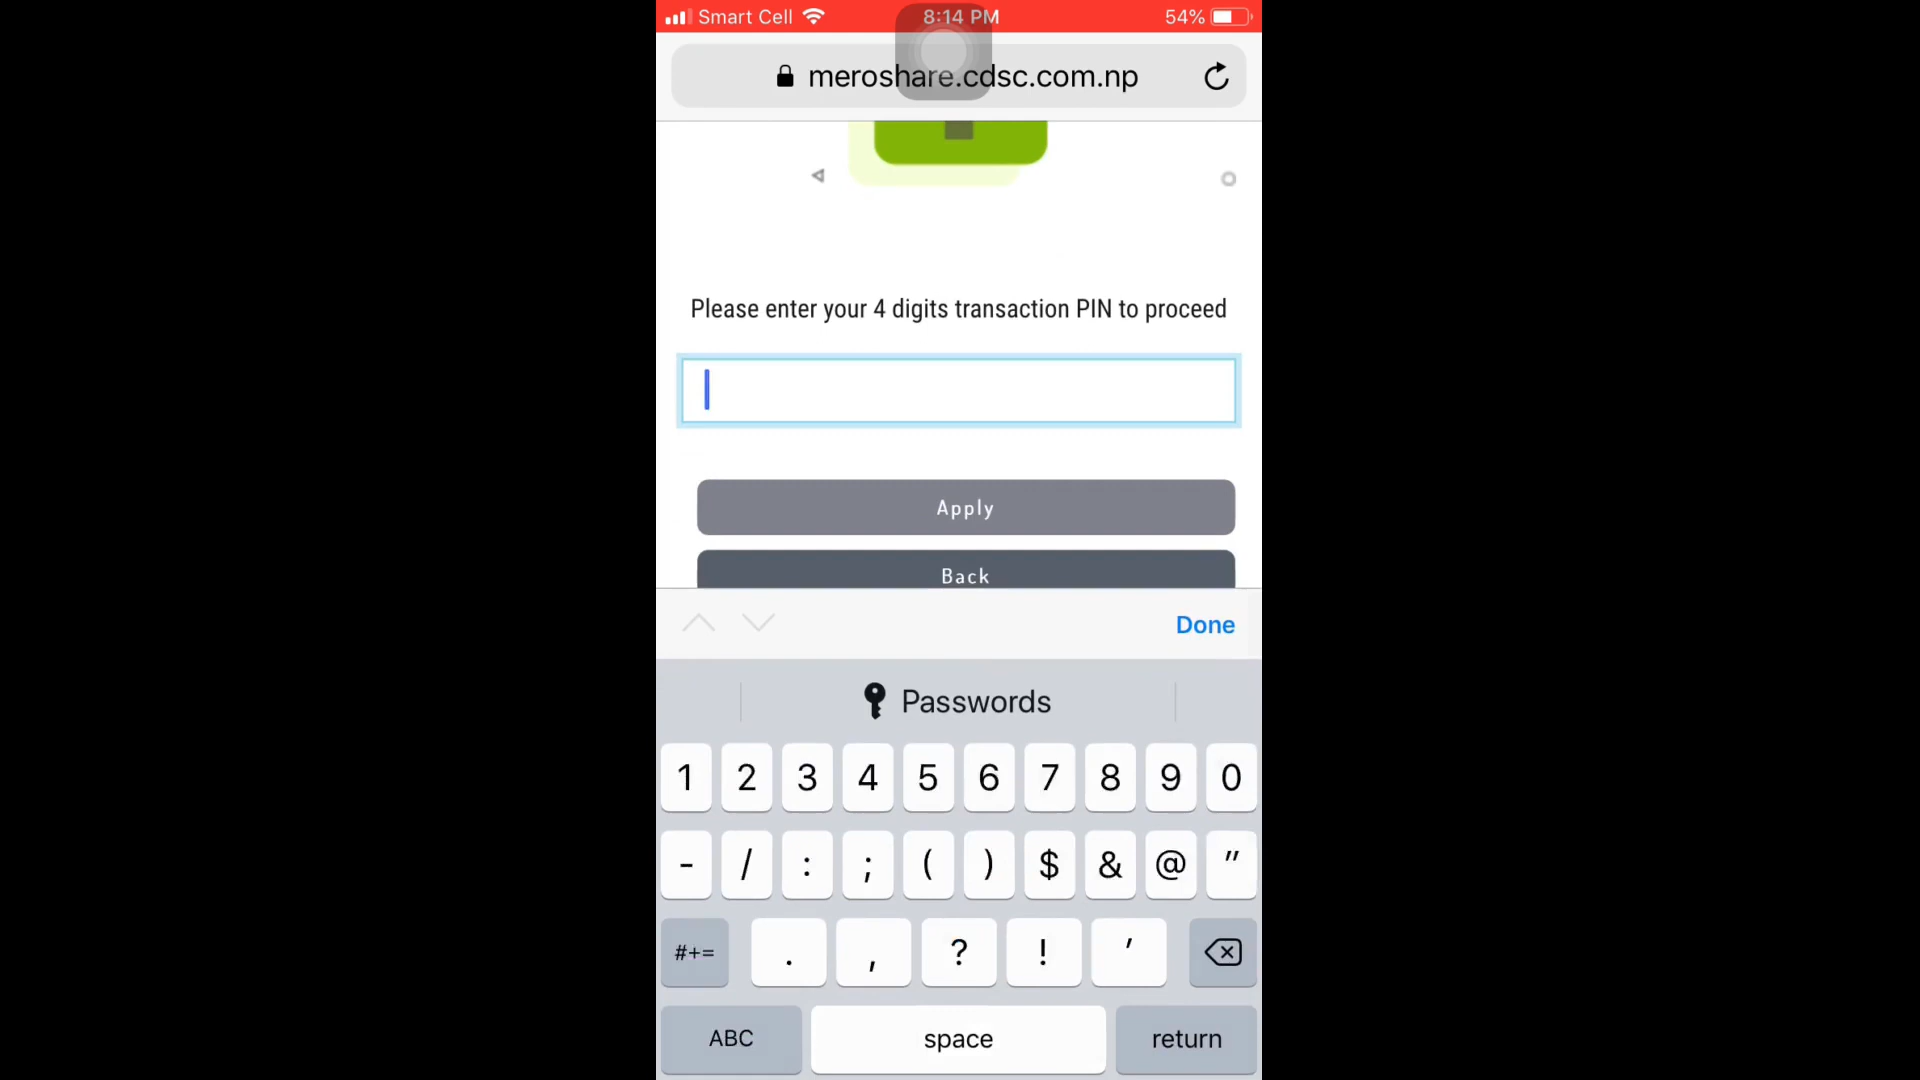 Smart Cell 8:14 PM 54%
meroshare.cdsc.com.np
Please enter your 4 digits transaction PIN to proceed
Apply
Back
Done
Passwords
1 2 3 4 5 6 7 8 9 0
- / : ; ( ) $ & @ "
#+= . , ? ! '
ABC space return